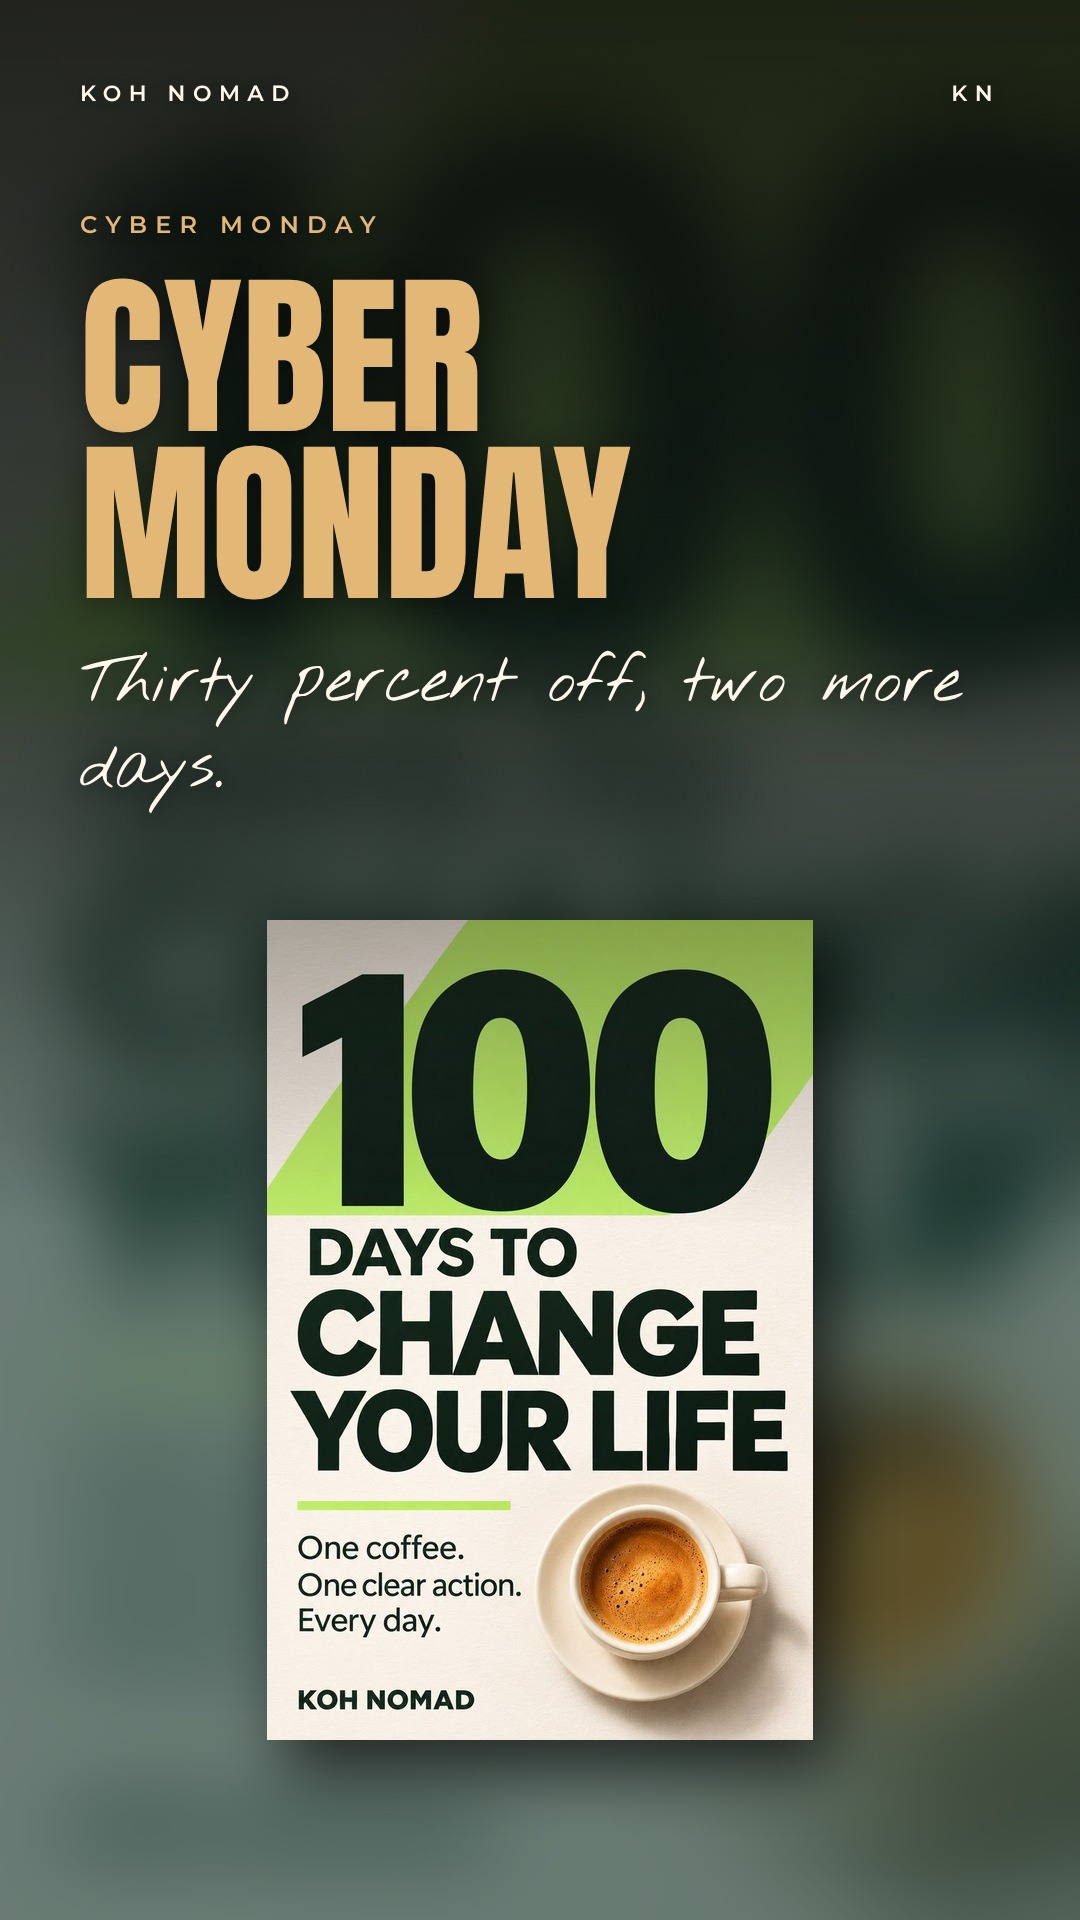 KOH NOMAD
KN
CYBER MONDAY
CYBER
MONDAY
Thirty percent off, two more
days.
100
DAYS TO
CHANGE
YOUR LIFE
One coffee.
One clear action.
Every day.
KOH NOMAD